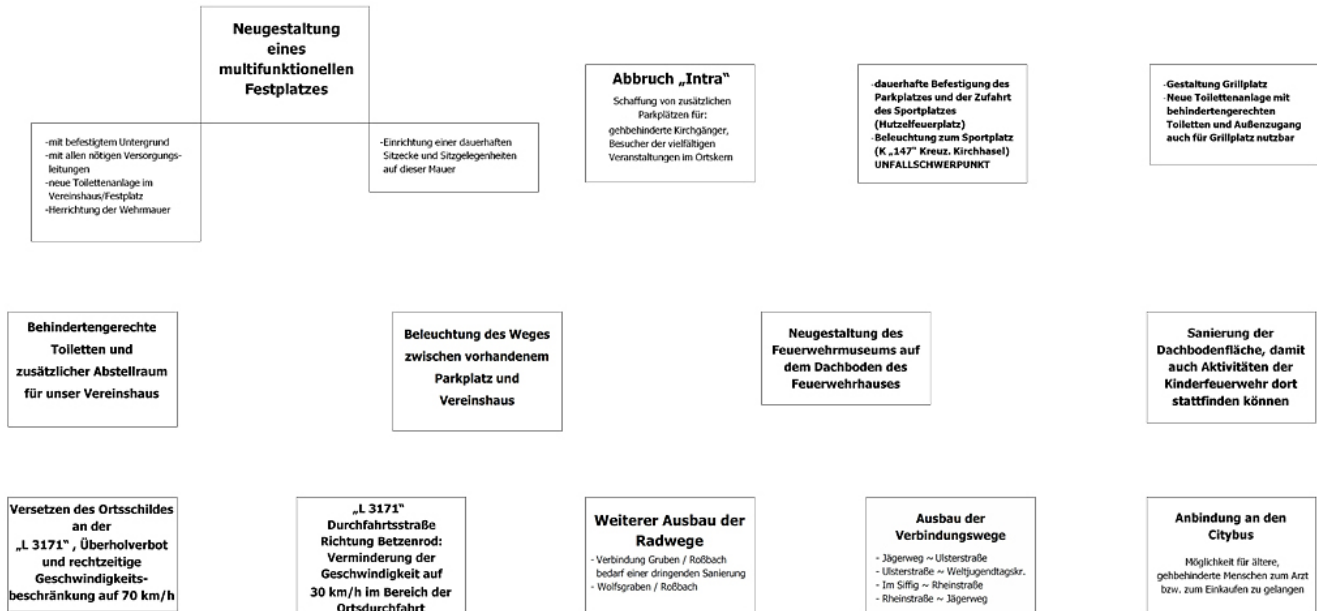 Neugestaltung
eines
multifunktionellen
Festplatzes
-mit befestigtem Untergrund
-mit allen nötigen Versorgungs-
leitungen
-neue Toilettenanlage im
Vereinshaus/Festplatz
-Herrichtung der Wehrmauer
-Einrichtung einer dauerhaften
Sitzecke und Sitzgelegenheiten
auf dieser Mauer
Abbruch „Intra“
Schaffung von zusätzlichen
Parkplätzen für:
gehbehinderte Kirchgänger,
Besucher der vielfältigen
Veranstaltungen im Ortskern
-dauerhafte Befestigung des
Parkplatzes und der Zufahrt
des Sportplatzes
(Hutzelfeuerplatz)
-Beleuchtung zum Sportplatz
(K „147“ Kreuz. Kirchhasel)
UNFALLSCHWERPUNKT
-Gestaltung Grillplatz
-Neue Toilettenanlage mit
behindertengerechten
Toiletten und Außenzugang
auch für Grillplatz nutzbar
Behindertengerechte
Toiletten und
zusätzlicher Abstellraum
für unser Vereinshaus
Beleuchtung des Weges
zwischen vorhandenem
Parkplatz und
Vereinshaus
Neugestaltung des
Feuerwehrmuseums auf
dem Dachboden des
Feuerwehrhauses
Sanierung der
Dachbodenfläche, damit
auch Aktivitäten der
Kinderfeuerwehr dort
stattfinden können
Versetzen des Ortsschildes
an der
„L 3171“ , Überholverbot
und rechtzeitige
Geschwindigkeits-
beschränkung auf 70 km/h
„L 3171“
Durchfahrtsstraße
Richtung Betzenrod:
Verminderung der
Geschwindigkeit auf
30 km/h im Bereich der
Ortsdurchfahrt
Weiterer Ausbau der
Radwege
- Verbindung Gruben / Roßbach
bedarf einer dringenden Sanierung
- Wolfsgraben / Roßbach
Ausbau der
Verbindungswege
- Jägerweg ~ Ulsterstraße
- Ulsterstraße ~ Weltjugendtagskr.
- Im Siffig ~ Rheinstraße
- Rheinstraße ~ Jägerweg
Anbindung an den
Citybus
Möglichkeit für ältere,
gehbehinderte Menschen zum Arzt
bzw. zum Einkaufen zu gelangen